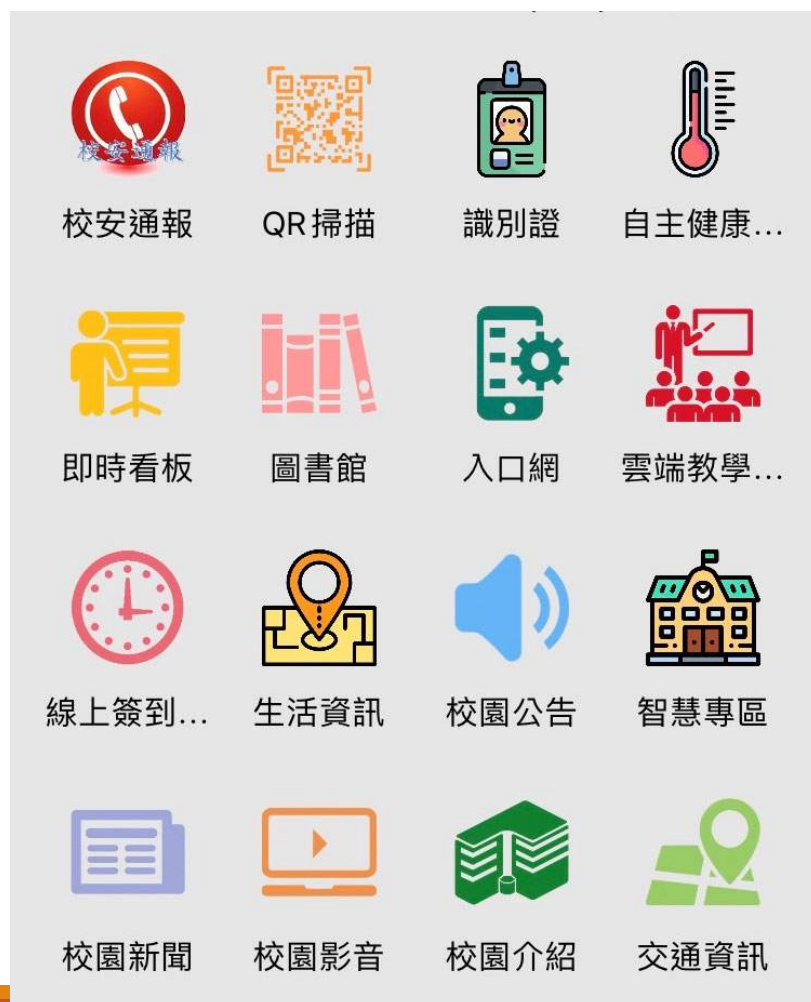 校安通報
校安通報 QR掃描 識別證 自主健康...
即時看板 圖書館 入口網 雲端教學...
線上簽到... 生活資訊 校園公告 智慧專區
校園新聞 校園影音 校園介紹 交通資訊